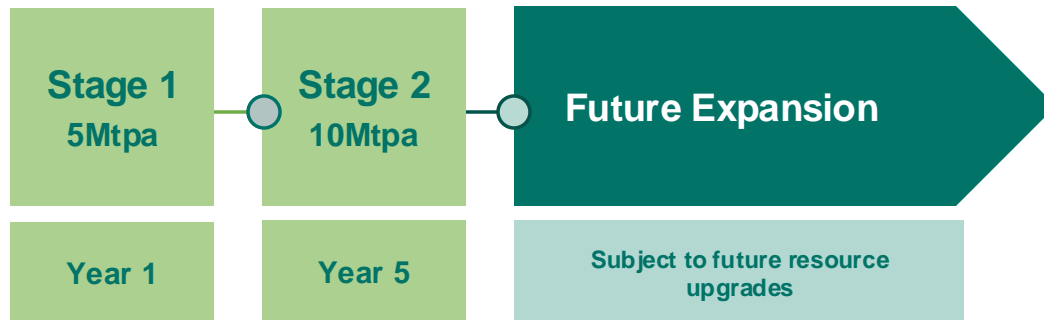 Stage 1
5Mtpa
Stage 2
10Mtpa
Future Expansion
Year 1
Year 5
Subject to future resource
upgrades